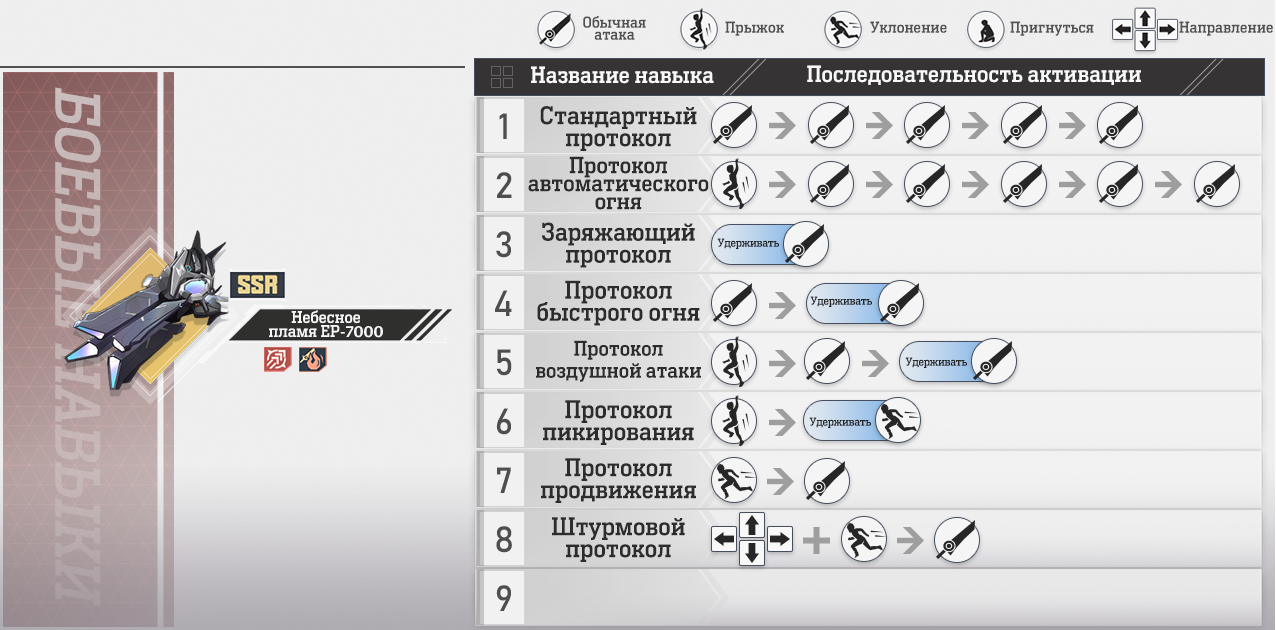 Обычная
атака
Прыжок
Уклонение
Пригнуться
Направление
Название навыка
Последовательность активации
БОЕВЫЕ НАВЫКИ
SSR
Небесное
пламя ЕР-7000
1
Стандартный
протокол
2
Протокол
автоматического
огня
3
Заряжающий
протокол
Удерживать
4
Протокол
быстрого огня
Удерживать
5
Протокол
воздушной атаки
Удерживать
6
Протокол
пикирования
Удерживать
7
Протокол
продвижения
8
Штурмовой
протокол
9